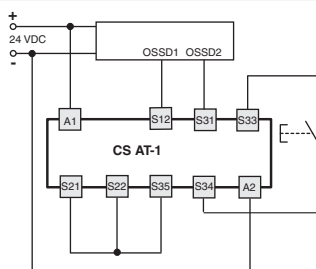 +
24 VDC
-
OSSD1 OSSD2
A1 S12 S31 S33
CS AT-1
S21 S22 S35 S34 A2